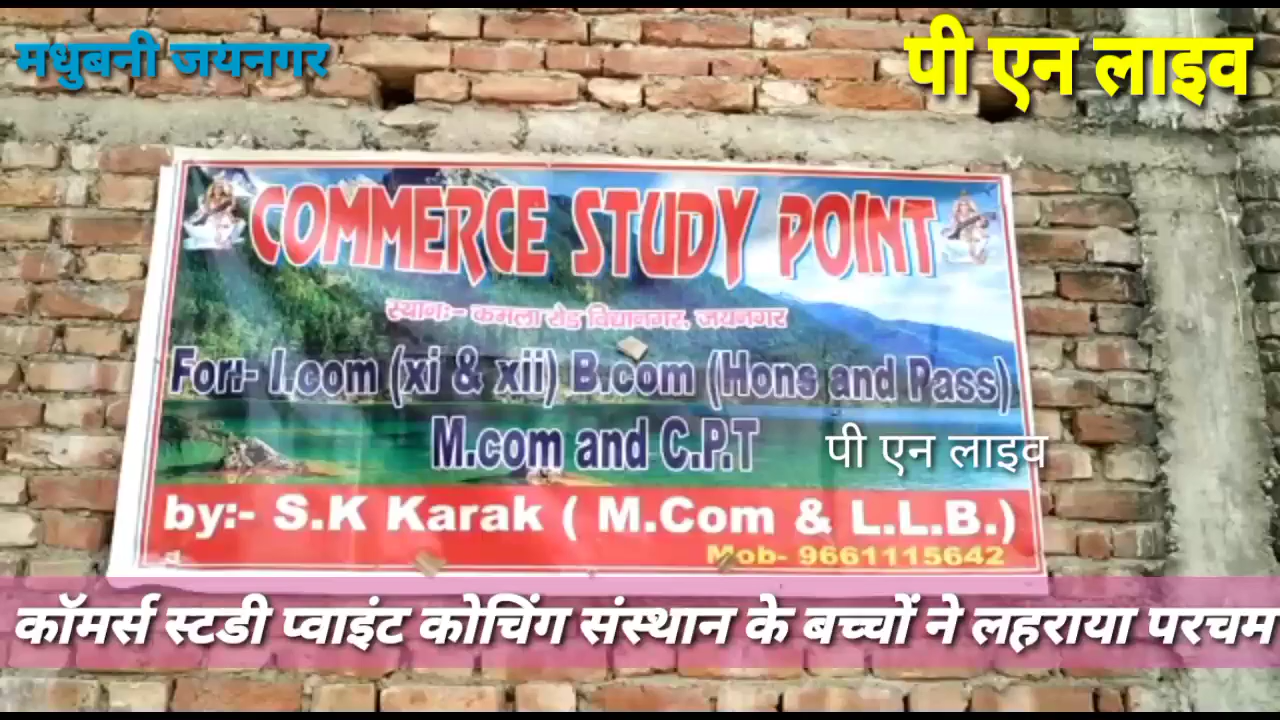 मधुबनी जयनगर
पी एन लाइव
COMMERCE STUDY POINT
स्थानः- कमला रोड विद्यानगर, जयनगर
For:- I.com (xi & xii) B.com (Hons and Pass)
M.com and C.P.T
पी एन लाइव
by:- S.K Karak ( M.Com & L.L.B.)
Mob- 9661115642
कॉमर्स स्टडी प्वाइंट कोचिंग संस्थान के बच्चों ने लहराया परचम